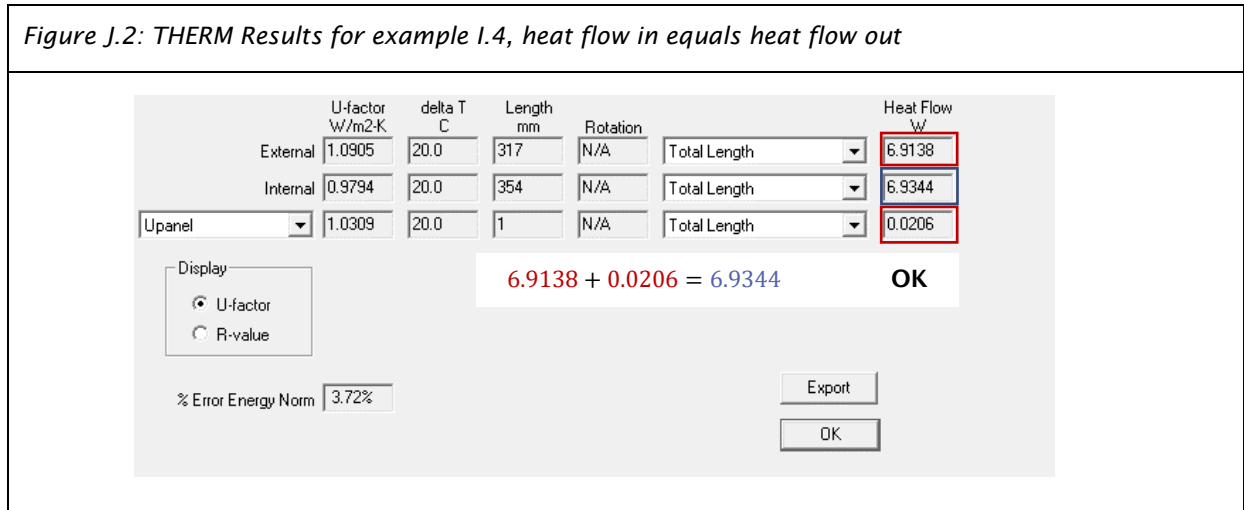 Figure J.2: THERM Results for example I.4, heat flow in equals heat flow out
U-factor delta T Length Heat Flow
W/m2-K C mm Rotation W
External 1.0905 20.0 317 N/A Total Length 6.9138
Internal 0.9794 20.0 354 N/A Total Length 6.9344
Upanel 1.0309 20.0 1 N/A Total Length 0.0206
Display
6.9138 + 0.0206 = 6.9344 OK
U-factor
R-value
% Error Energy Norm 3.72%
Export
OK